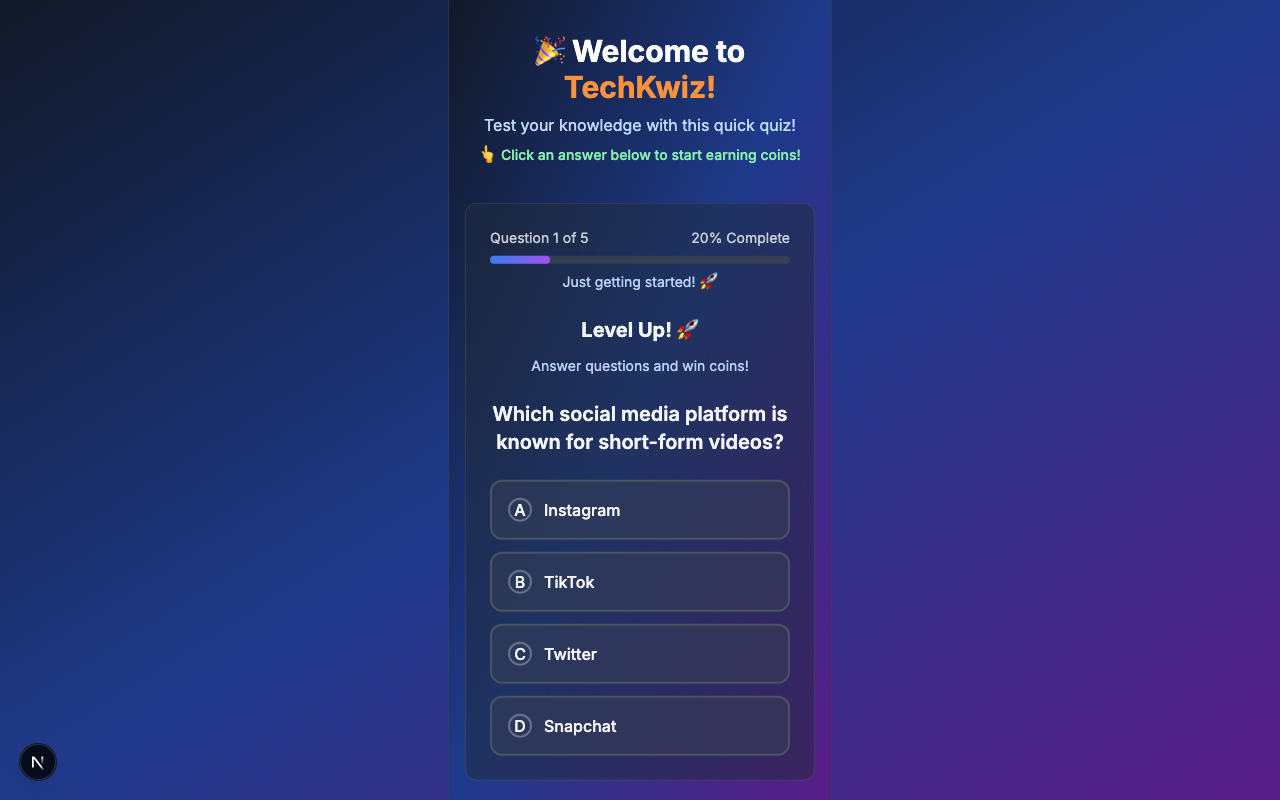 🎉 Welcome to
TechKwiz!
Test your knowledge with this quick quiz!
👆 Click an answer below to start earning coins!
Question 1 of 5
20% Complete
Just getting started! 🚀
Level Up! 🚀
Answer questions and win coins!
Which social media platform is
known for short-form videos?
A Instagram
B TikTok
C Twitter
D Snapchat
N